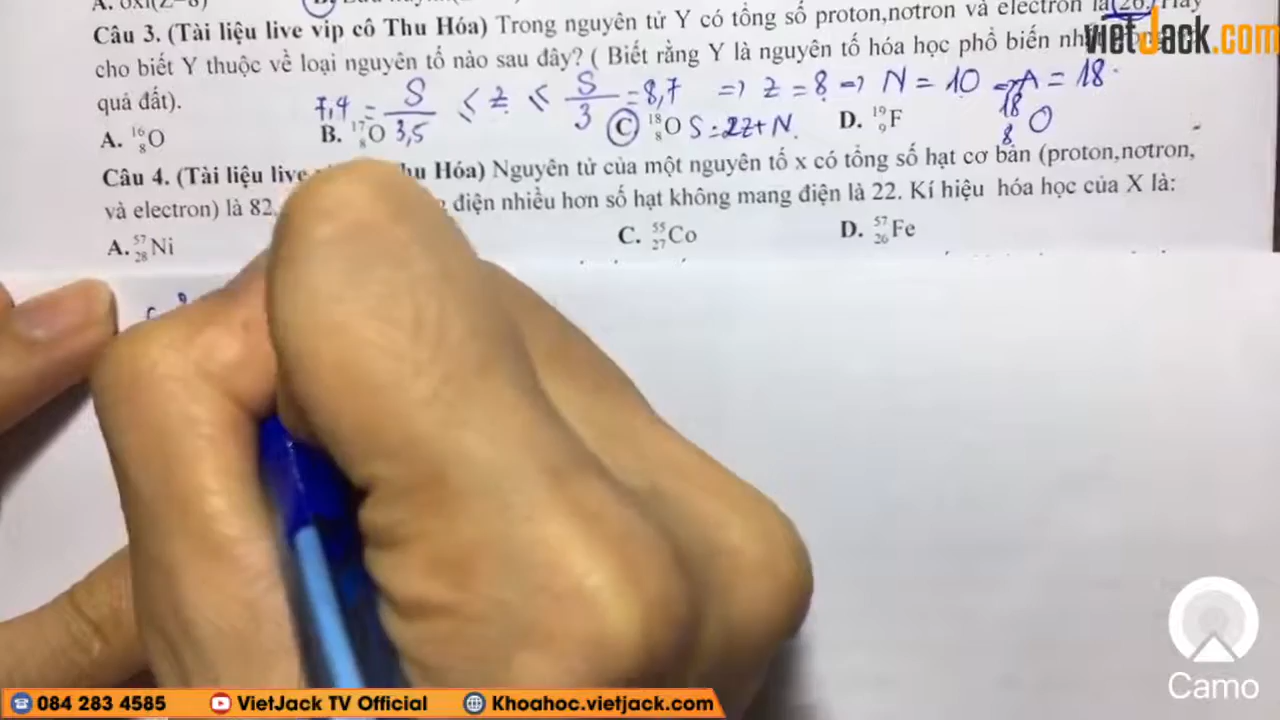 A. oxi(Z=8)
Câu 3. (Tài liệu live vip cô Thu Hóa) Trong nguyên tử Y có tổng số proton,nơtron và electron là 26. Hãy
cho biết Y thuộc về loại nguyên tố nào sau đây? ( Biết rằng Y là nguyên tố hóa học phổ biến
quả đất).
7,4 = S/3,5 ≤ Z ≤ S/3 = 8,7 => Z = 8 => N = 10 => A = 18
A. ¹⁶₈O B. ¹⁷₈O C. ¹⁸₈O S = 2Z + N. D. ¹⁹₉F ¹⁸₈O
Câu 4. (Tài liệu live hu Hóa) Nguyên tử của một nguyên tố x có tổng số hạt cơ bản (proton,nơtron,
và electron) là 82, điện nhiều hơn số hạt không mang điện là 22. Kí hiệu hóa học của X là:
A. ⁵⁷₂₈Ni C. ⁵⁵₂₇Co D. ⁵⁷₂₆Fe
vietJack.com
Camo
084 283 4585 VietJack TV Official Khoahoc.vietjack.com